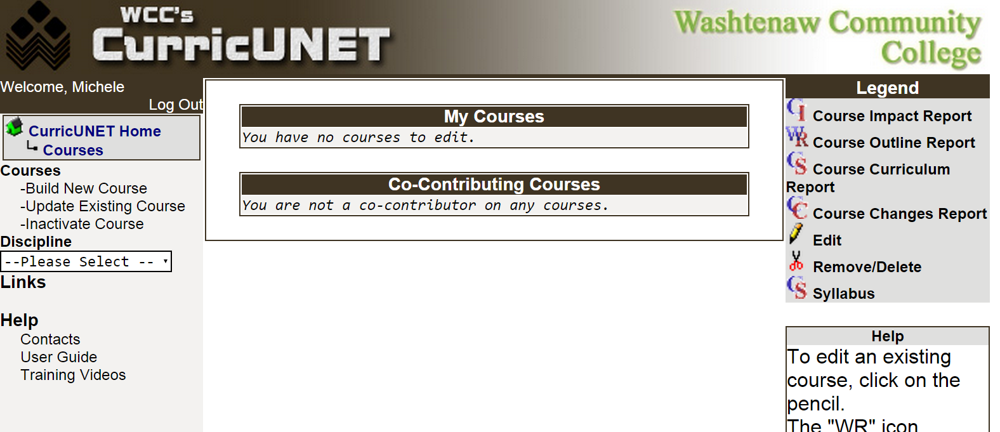 WCC's
CurricUNET
Washtenaw Community
College
Welcome, Michele
Log Out
CurricUNET Home
Courses
Courses
-Build New Course
-Update Existing Course
-Inactivate Course
Discipline
--Please Select --
Links
Help
Contacts
User Guide
Training Videos
My Courses
You have no courses to edit.
Co-Contributing Courses
You are not a co-contributor on any courses.
Legend
CI Course Impact Report
WR Course Outline Report
CS Course Curriculum
Report
CC Course Changes Report
Edit
Remove/Delete
CS Syllabus
Help
To edit an existing
course, click on the
pencil.
The "WR" icon